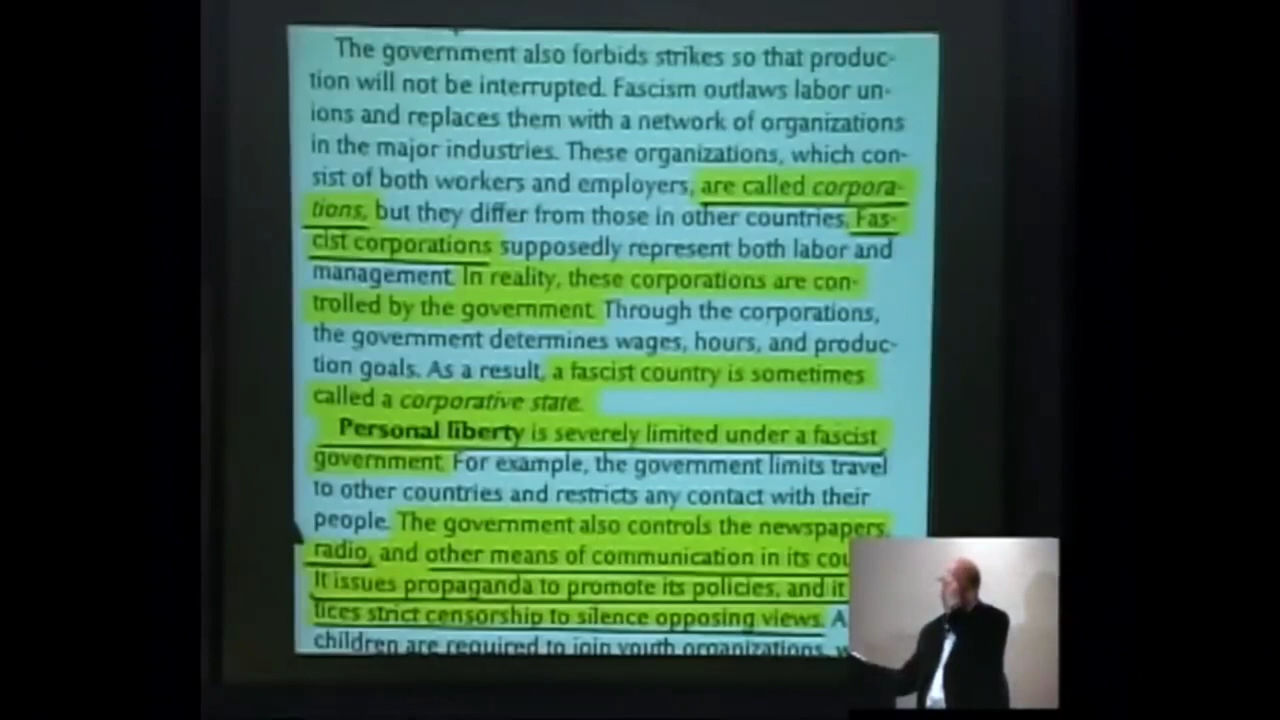 The government also forbids strikes so that produc-
tion will not be interrupted. Fascism outlaws labor un-
ions and replaces them with a network of organizations
in the major industries. These organizations, which con-
sist of both workers and employers, are called corpora-
tions, but they differ from those in other countries. Fas-
cist corporations supposedly represent both labor and
management. In reality, these corporations are con-
trolled by the government. Through the corporations,
the government determines wages, hours, and produc-
tion goals. As a result, a fascist country is sometimes
called a corporative state.
Personal liberty is severely limited under a fascist
government. For example, the government limits travel
to other countries and restricts any contact with their
people. The government also controls the newspapers,
radio, and other means of communication in its cou
It issues propaganda to promote its policies, and it
tices strict censorship to silence opposing views. A
children are required to join youth organizations, w